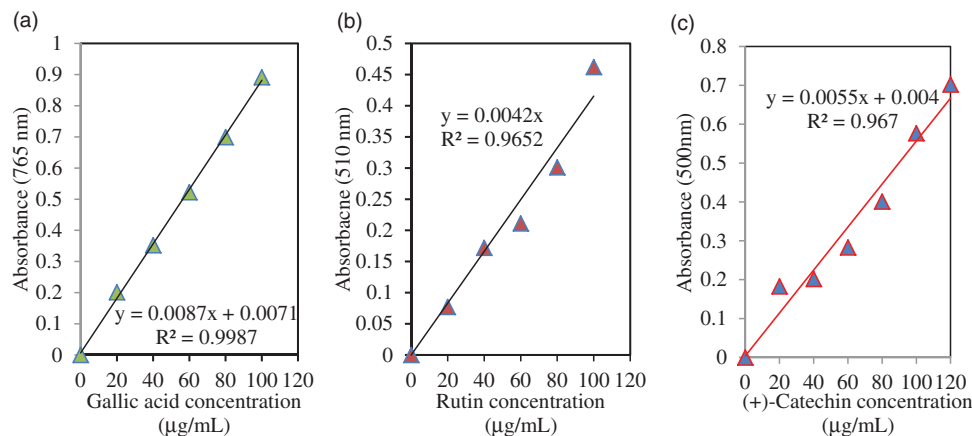 (a)
1
0.9
0.8
0.7
0.6
0.5
0.4
0.3
0.2
0.1
0
Absorbance (765 nm)
y = 0.0087x + 0.0071
R² = 0.9987
0 20 40 60 80 100 120
Gallic acid concentration
(µg/mL)
(b)
0.5
0.45
0.4
0.35
0.3
0.25
0.2
0.15
0.1
0.05
0
Absorbacne (510 nm)
y = 0.0042x
R² = 0.9652
0 20 40 60 80 100 120
Rutin concentration
(µg/mL)
(c)
0.8
0.7
0.6
0.5
0.4
0.3
0.2
0.1
0
Absorbance (500nm)
y = 0.0055x + 0.004
R² = 0.967
0 20 40 60 80 100 120
(+)-Catechin concentration
(µg/mL)